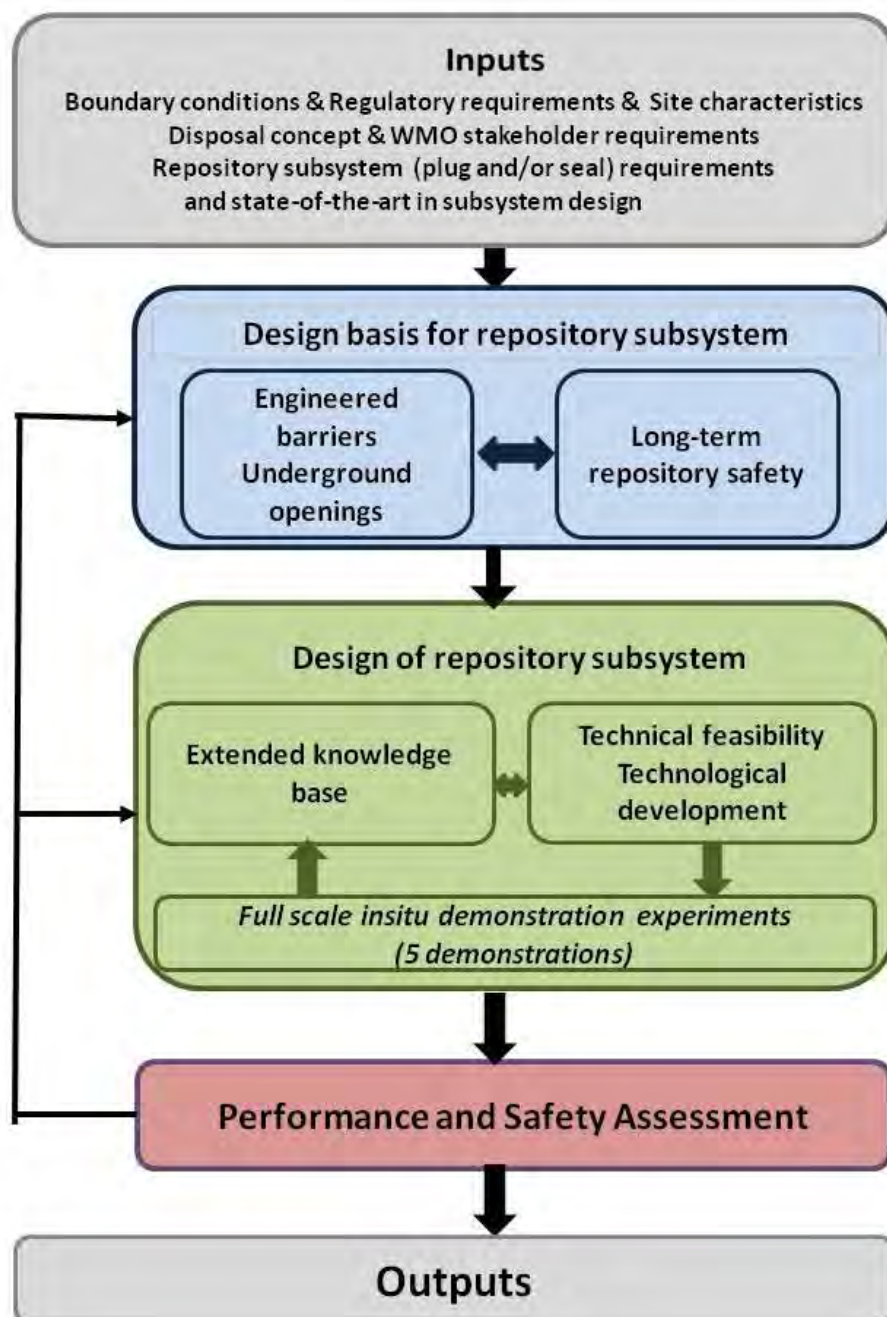 Inputs
Boundary conditions & Regulatory requirements & Site characteristics
Disposal concept & WMO stakeholder requirements
Repository subsystem (plug and/or seal) requirements
and state-of-the-art in subsystem design
Design basis for repository subsystem
Engineered
barriers
Underground
openings
Long-term
repository safety
Design of repository subsystem
Extended knowledge
base
Technical feasibility
Technological
development
Full scale insitu demonstration experiments
(5 demonstrations)
Performance and Safety Assessment
Outputs